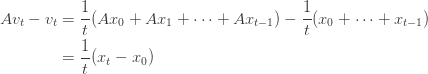 Av_t - v_t = \frac{1}{t}(Ax_0 + Ax_1 + \cdots + Ax_{t-1}) - \frac{1}{t}(x_0 + \cdots + x_{t-1})
= \frac{1}{t}(x_t - x_0)